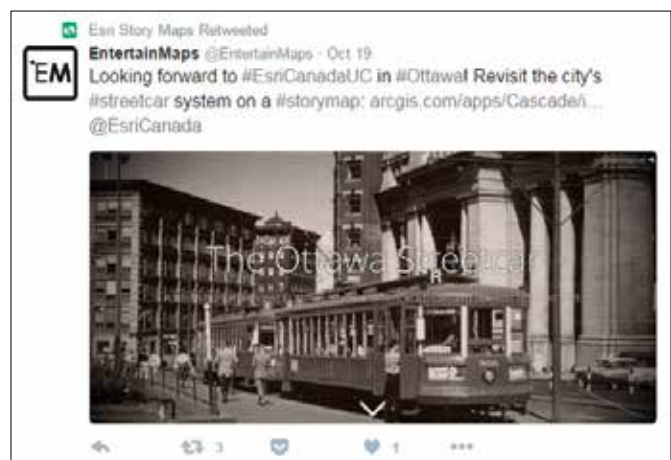 Esri Story Maps Retweeted
EM
EntertainMaps @EntertainMaps · Oct 19
Looking forward to #EsriCanadaUC in #Ottawa! Revisit the city's
#streetcar system on a #storymap: arcgis.com/apps/Cascade/i...
@EsriCanada
The Ottawa Streetcar
R
3
1